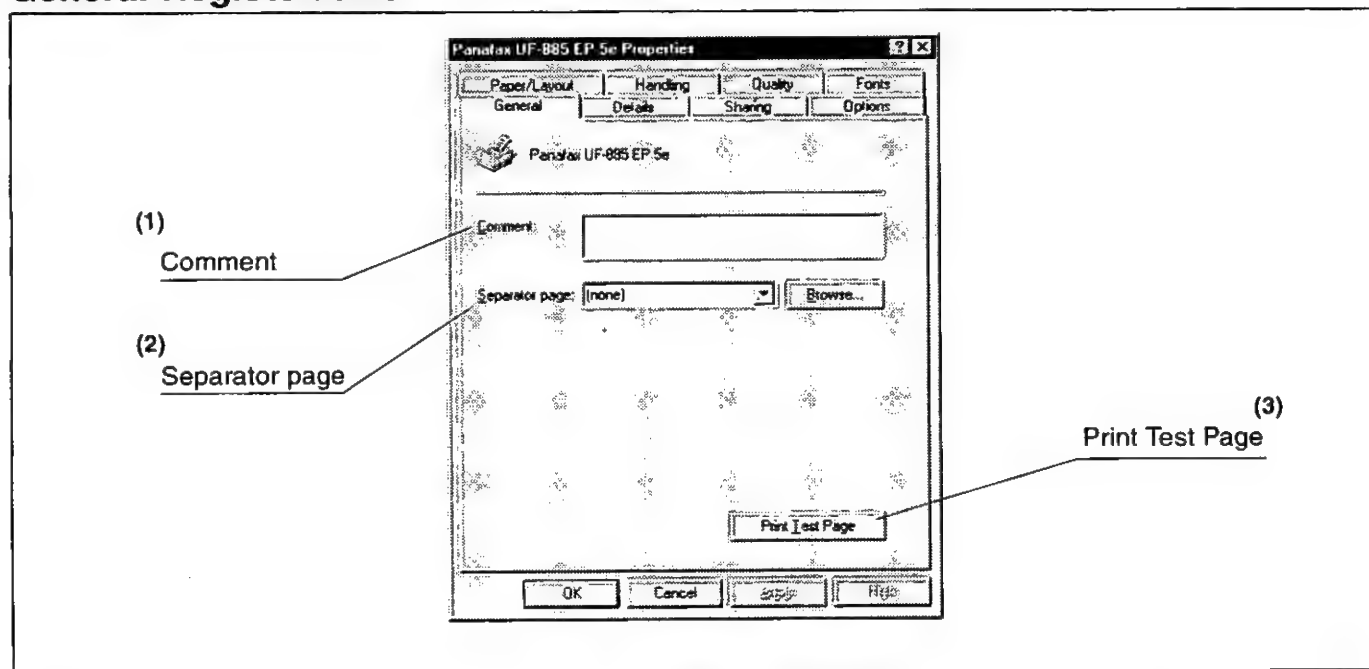 Panafax UF-885 EP 5e Properties
Paper/Layout Handling Quality Fonts
General Details Sharing Options
Panafax UF-885 EP 5e
(1)
Comment
Comment:
Separator page: (none) Browse...
(2)
Separator page
(3)
Print Test Page
Print Test Page
OK Cancel Apply Help